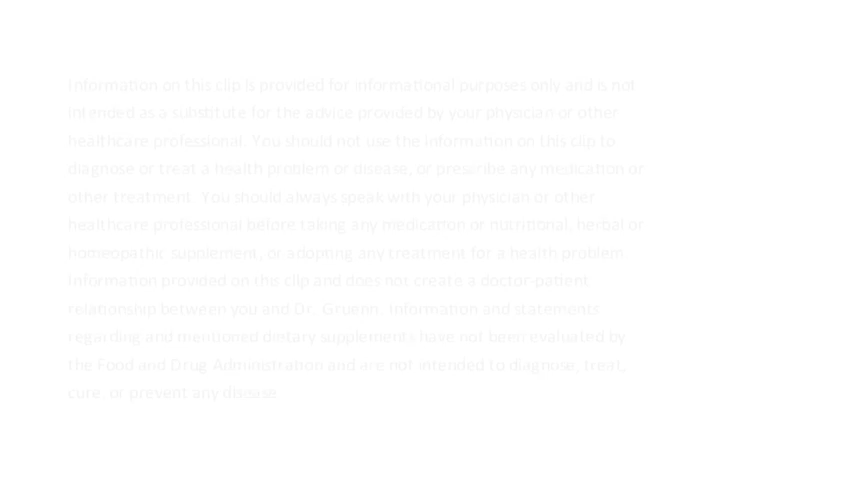 Information on this clip is provided for informational purposes only and is not
intended as a substitute for the advice provided by your physician or other
healthcare professional. You should not use the information on this clip to
diagnose or treat a health problem or disease, or prescribe any medication or
other treatment. You should always speak with your physician or other
healthcare professional before taking any medication or nutritional, herbal or
homeopathic supplement, or adopting any treatment for a health problem.
Information provided on this clip and does not create a doctor-patient
relationship between you and Dr. Gruenn. Information and statements
regarding and mentioned dietary supplements have not been evaluated by
the Food and Drug Administration and are not intended to diagnose, treat,
cure, or prevent any disease.